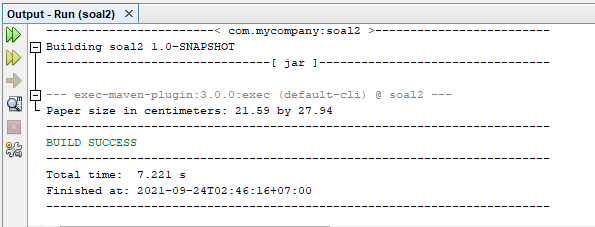 Output - Run (soal2) ×
------------------------< com.mycompany:soal2 >-------------------------
Building soal2 1.0-SNAPSHOT
--------------------------------[ jar ]---------------------------------
--- exec-maven-plugin:3.0.0:exec (default-cli) @ soal2 ---
Paper size in centimeters: 21.59 by 27.94
------------------------------------------------------------------------
BUILD SUCCESS
------------------------------------------------------------------------
Total time:  7.221 s
Finished at: 2021-09-24T02:46:16+07:00
------------------------------------------------------------------------